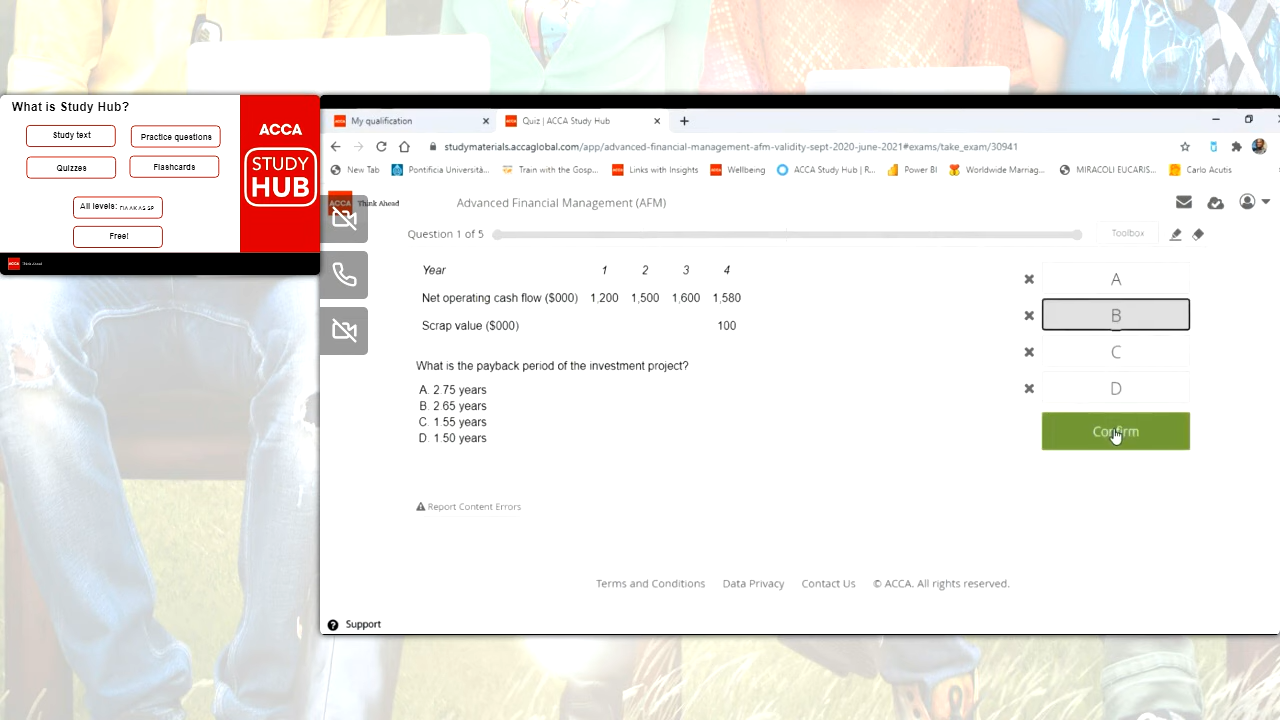 What is Study Hub?
Study text
Practice questions
Quizzes
Flashcards
All levels:
Free!
ACCA
STUDY
HUB
ACCA
Think Ahead
My qualification
Quiz | ACCA Study Hub
studymaterials.accaglobal.com/app/advanced-financial-management-afm-validity-sept-2020-june-2021#exams/take_exam/30941
New Tab
Pontificia Università...
Train with the Gosp...
Links with Insights
Wellbeing
ACCA Study Hub | R...
Power BI
Worldwide Marriag...
MIRACOLI EUCARIS...
Carlo Acutis
ACCA
Think Ahead
Advanced Financial Management (AFM)
Question 1 of 5
Toolbox
Year 1 2 3 4
Net operating cash flow ($000) 1,200 1,500 1,600 1,580
Scrap value ($000) 100
What is the payback period of the investment project?
A. 2.75 years
B. 2.65 years
C. 1.55 years
D. 1.50 years
A
B
C
D
Confirm
Report Content Errors
Terms and Conditions Data Privacy Contact Us © ACCA. All rights reserved.
Support